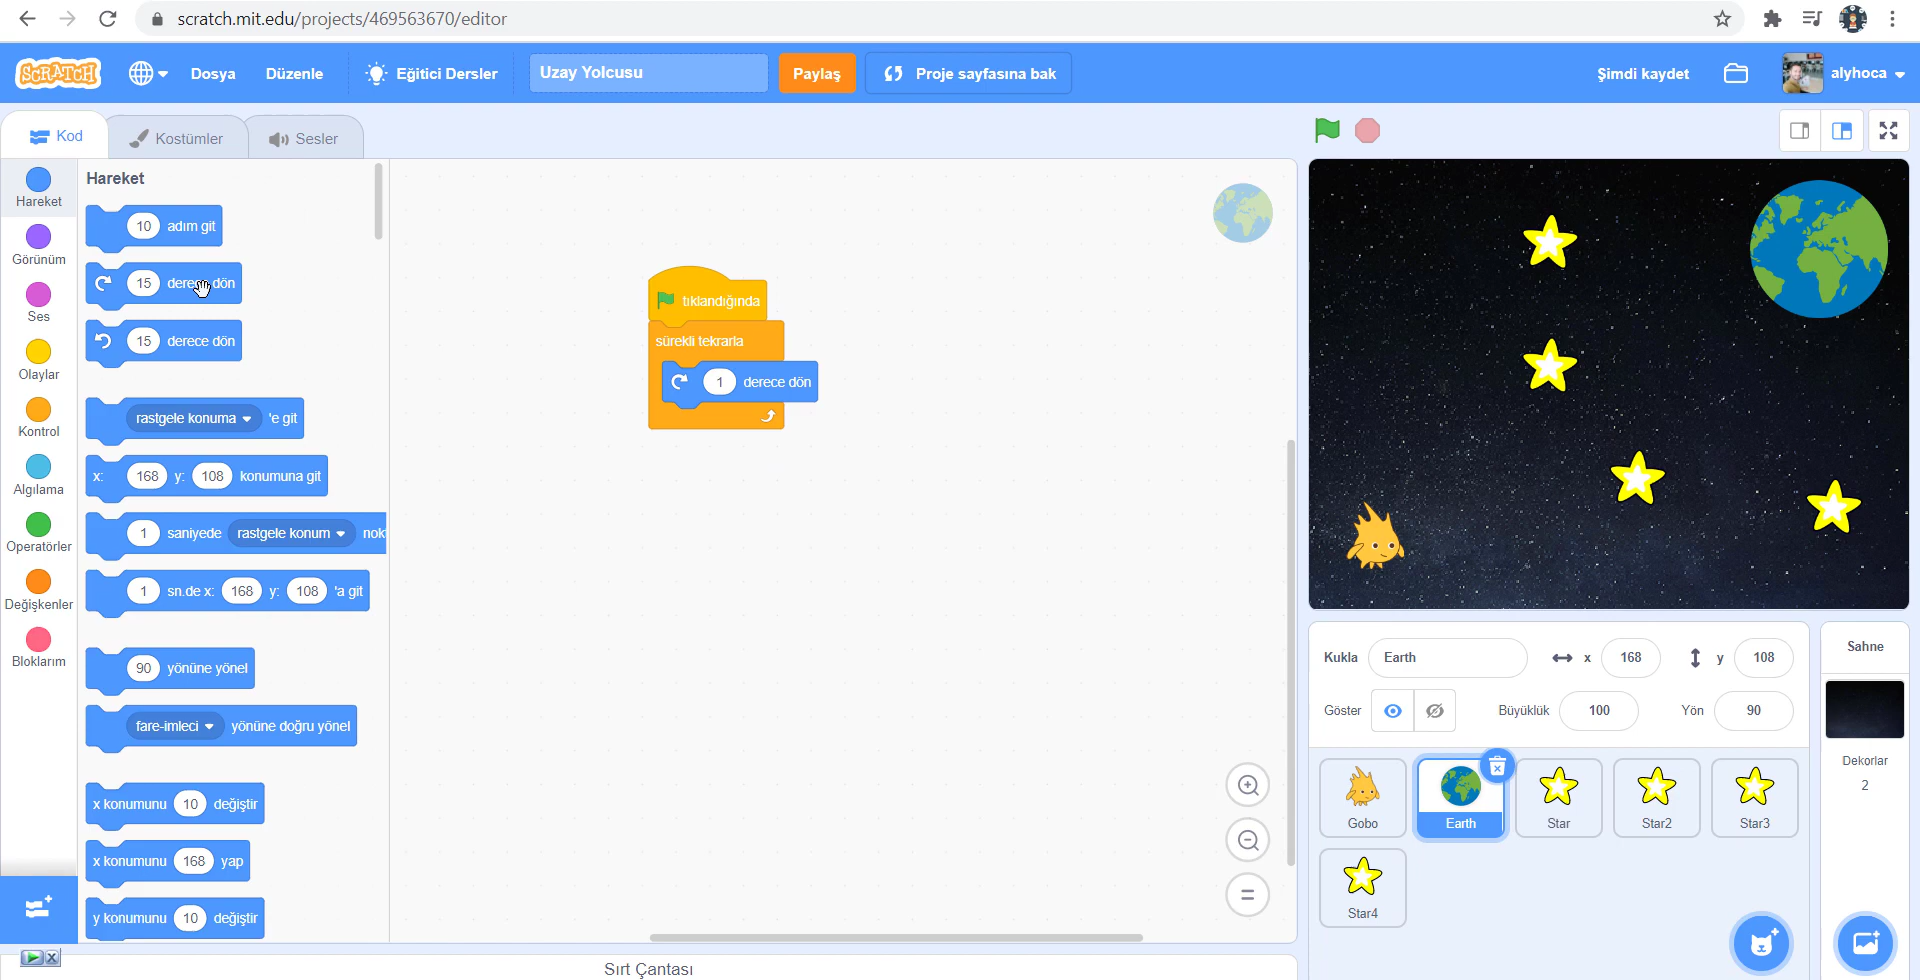 scratch.mit.edu/projects/469563670/editor
SCRATCH
Dosya
Düzenle
Eğitici Dersler
Uzay Yolcusu
Paylaş
Proje sayfasına bak
Şimdi kaydet
alyhoca
Kod
Kostümler
Sesler
Hareket
Görünüm
Ses
Olaylar
Kontrol
Algılama
Operatörler
Değişkenler
Bloklarım
Hareket
10 adım git
15 derece dön
15 derece dön
rastgele konuma 'e git
x: 168 y: 108 konumuna git
1 saniyede rastgele konum nok
1 sn.de x: 168 y: 108 'a git
90 yönüne yönel
fare-imleci yönüne doğru yönel
x konumunu 10 değiştir
x konumunu 168 yap
y konumunu 10 değiştir
tıklandığında
sürekli tekrarla
1 derece dön
Sırt Çantası
Kukla Earth x 168 y 108
Göster Büyüklük 100 Yön 90
Gobo
Earth
Star
Star2
Star3
Star4
Sahne
Dekorlar
2